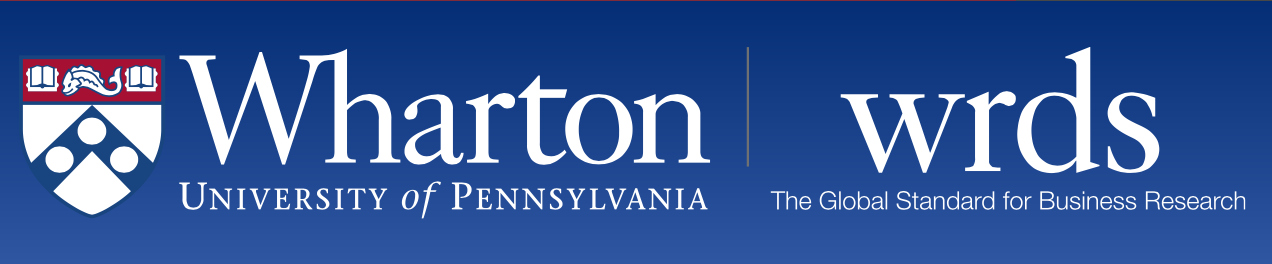 Wharton
UNIVERSITY of PENNSYLVANIA
wrds
The Global Standard for Business Research